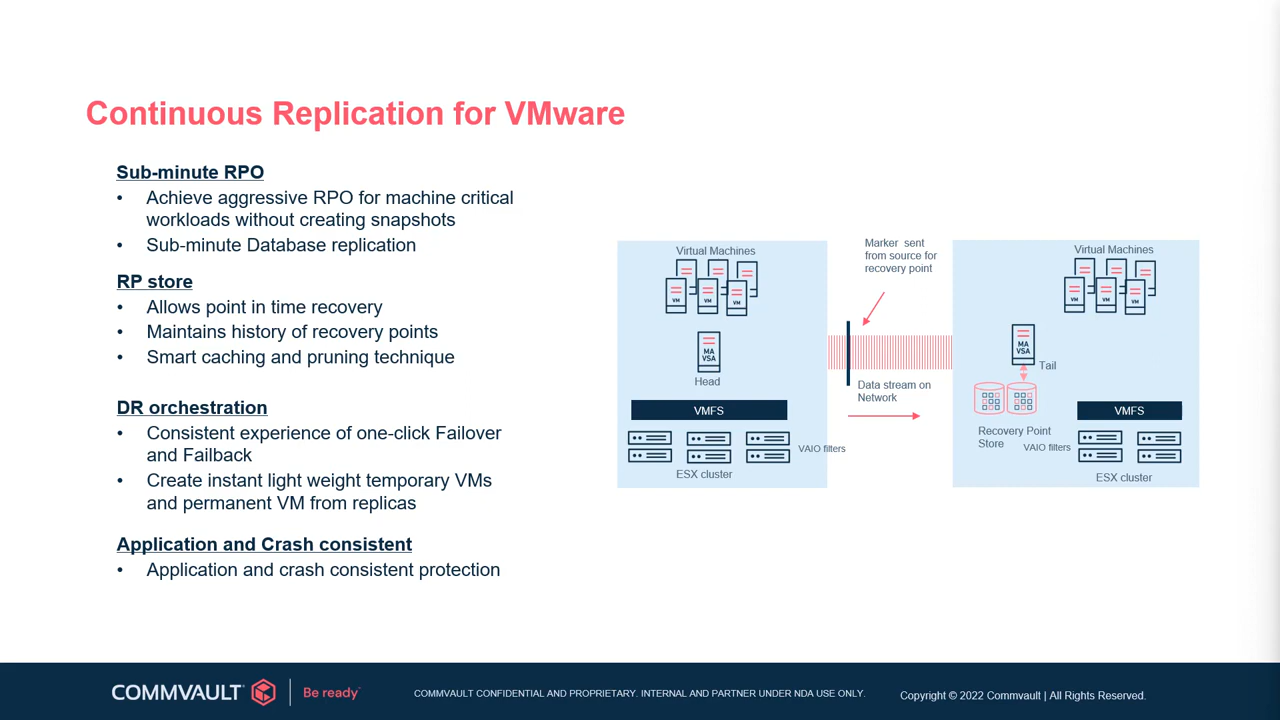 Continuous Replication for VMware
Sub-minute RPO
• Achieve aggressive RPO for machine critical
workloads without creating snapshots
• Sub-minute Database replication
RP store
• Allows point in time recovery
• Maintains history of recovery points
• Smart caching and pruning technique
DR orchestration
• Consistent experience of one-click Failover
and Failback
• Create instant light weight temporary VMs
and permanent VM from replicas
Application and Crash consistent
• Application and crash consistent protection
Virtual Machines
VM VM VM
MA
VSA
Head
VMFS
VAIO filters
ESX cluster
Marker sent
from source for
recovery point
Data stream on
Network
Virtual Machines
VM VM VM
MA
VSA
Tail
Recovery Point
Store
VMFS
VAIO filters
ESX cluster
COMMVAULT
Be ready
COMMVAULT CONFIDENTIAL AND PROPRIETARY. INTERNAL AND PARTNER UNDER NDA USE ONLY.
Copyright © 2022 Commvault | All Rights Reserved.